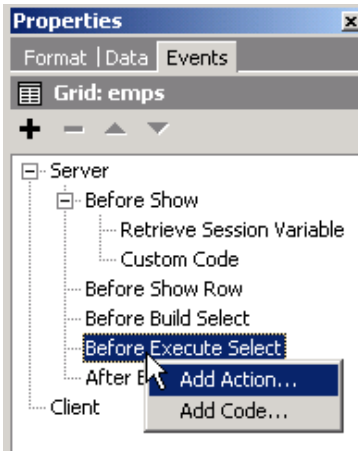 Properties
Format | Data Events
Grid: emps
Server
Before Show
Retrieve Session Variable
Custom Code
Before Show Row
Before Build Select
Before Execute Select
After
Add Action...
Client
Add Code...